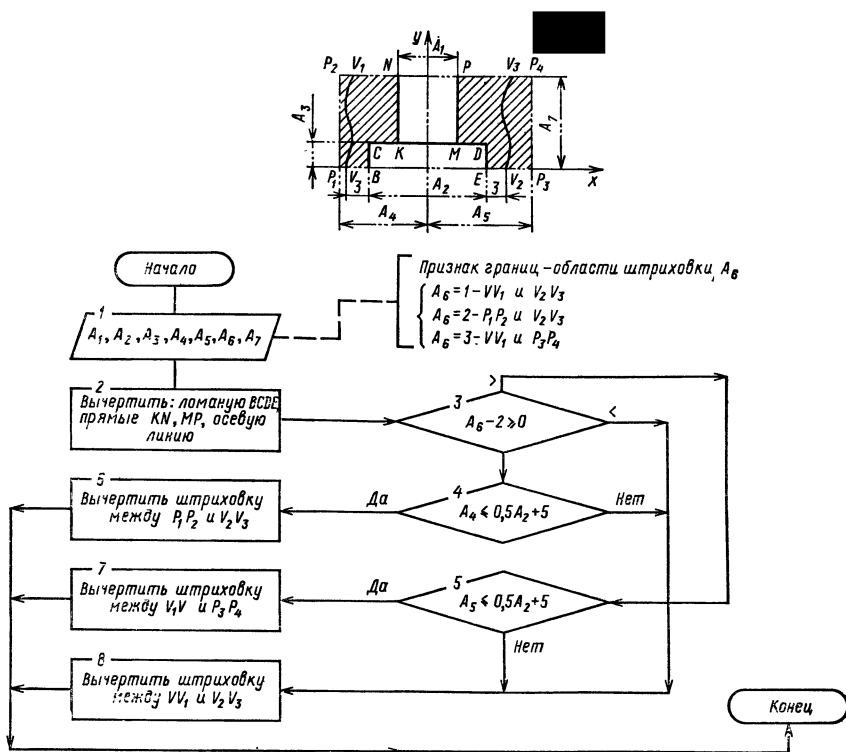 y
A₁
P₂ V₁ N P V₃ P₄
A₃
A₇
C K M D
P₁ V₃ B A₂ E 3 V₂ P₃ x
3
A₄ A₅
Начало
Признак границ-области штриховки, A₆
A₆=1-VV₁ и V₂V₃
A₆=2-P₁P₂ и V₂V₃
A₆=3-VV₁ и P₃P₄
1
A₁, A₂, A₃, A₄, A₅, A₆, A₇
2
Вычертить: ломаную BCDE,
прямые KN, MP, осевую
линию
>
3
A₆-2⩾0
<
6
Вычертить штриховку
между P₁P₂ и V₂V₃
Да
4
A₄⩽0,5A₂+5
Нет
7
Вычертить штриховку
между V₁V и P₃P₄
Да
5
A₅⩽0,5A₂+5
Нет
8
Вычертить штриховку
между VV₁ и V₂V₃
Конец